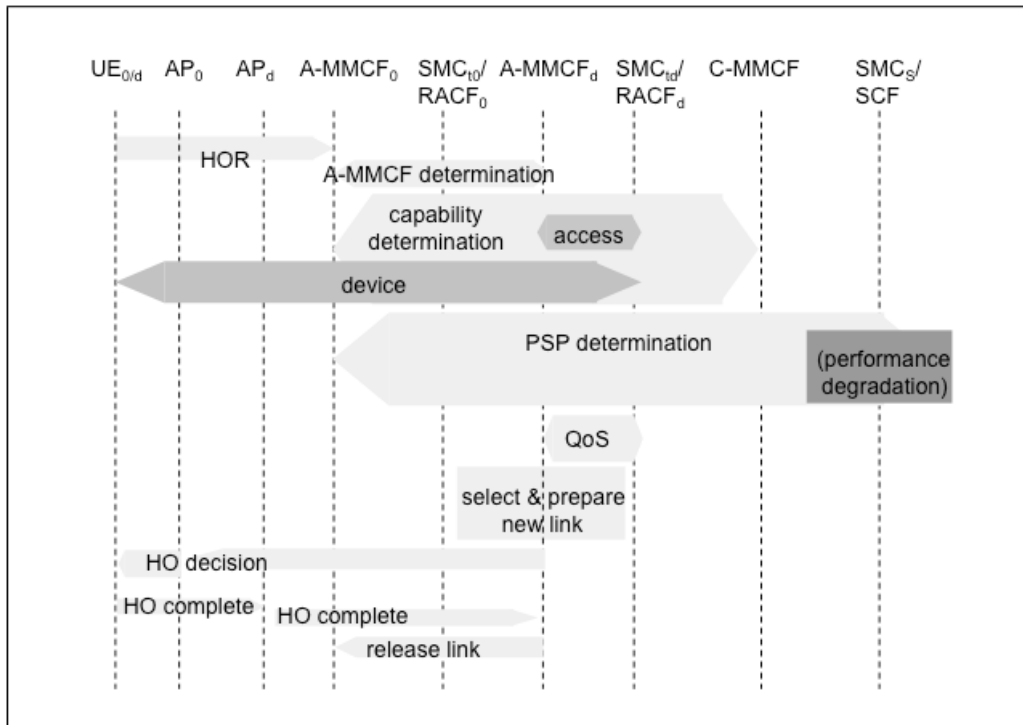 UE0/d AP0 APd A-MMCF0 SMCt0/ A-MMCFd SMCtd/ C-MMCF SMCS/
RACF0 RACFd SCF
HOR
A-MMCF determination
capability
determination
access
device
PSP determination
(performance
degradation)
QoS
select & prepare
new link
HO decision
HO complete
HO complete
release link